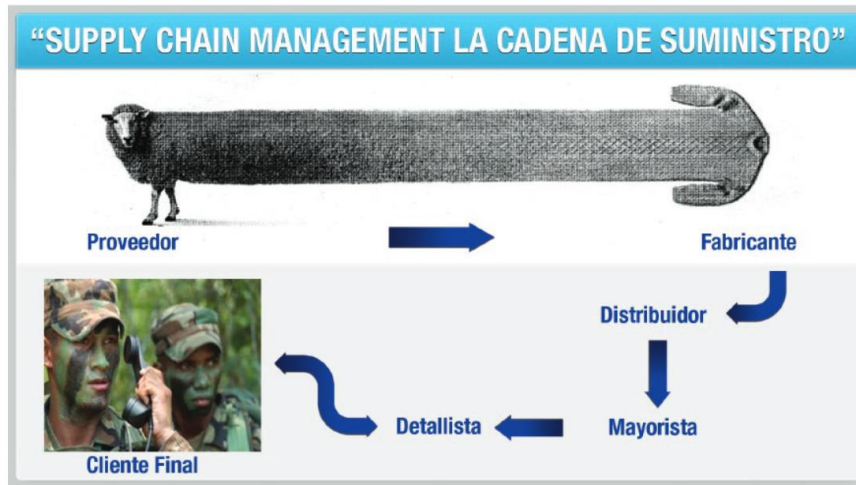 “SUPPLY CHAIN MANAGEMENT LA CADENA DE SUMINISTRO”
Proveedor
Fabricante
Distribuidor
Mayorista
Detallista
Cliente Final